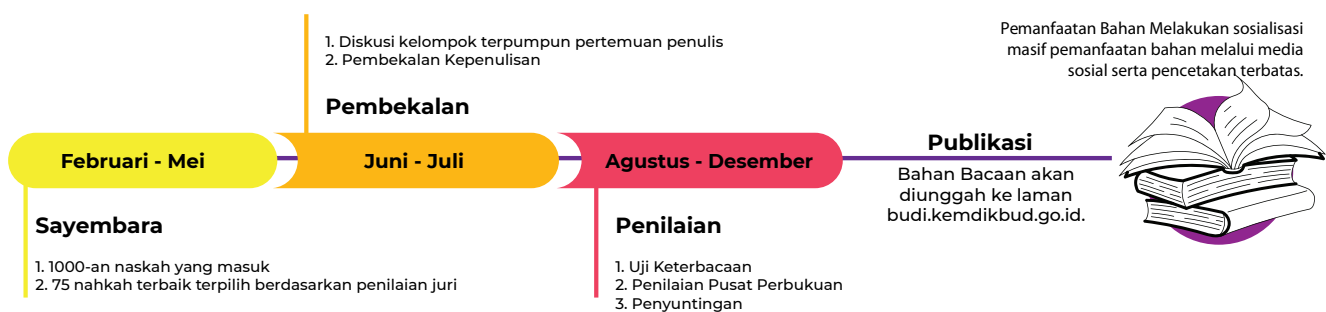 Februari - Mei
Sayembara
1. 1000-an naskah yang masuk
2. 75 nahkah terbaik terpilih berdasarkan penilaian juri
1. Diskusi kelompok terpumpun pertemuan penulis
2. Pembekalan Kepenulisan
Pembekalan
Juni - Juli
Agustus - Desember
Penilaian
1. Uji Keterbacaan
2. Penilaian Pusat Perbukuan
3. Penyuntingan
Publikasi
Bahan Bacaan akan
diunggah ke laman
budi.kemdikbud.go.id.
Pemanfaatan Bahan Melakukan sosialisasi
masif pemanfaatan bahan melalui media
sosial serta pencetakan terbatas.